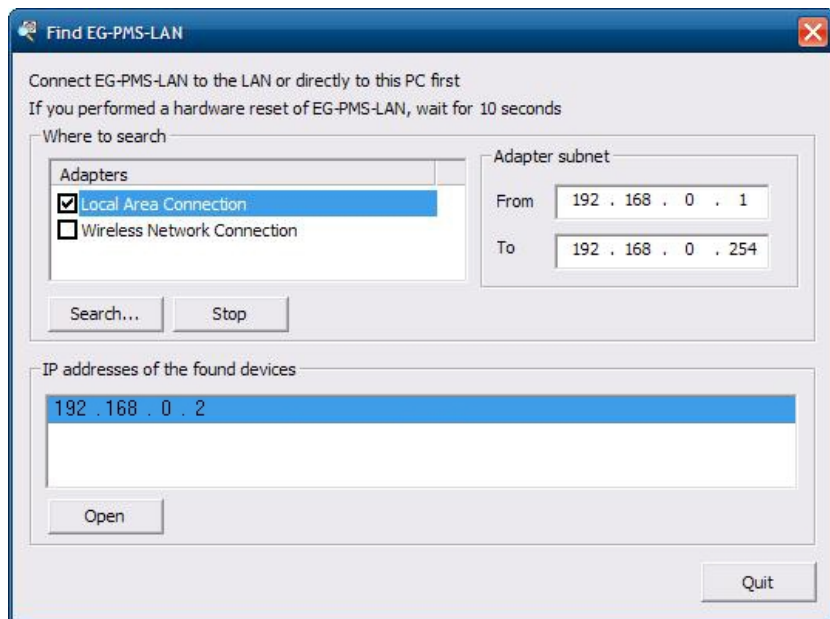 Find EG-PMS-LAN
Connect EG-PMS-LAN to the LAN or directly to this PC first
If you performed a hardware reset of EG-PMS-LAN, wait for 10 seconds
Where to search
Adapters
Local Area Connection
Wireless Network Connection
Adapter subnet
From 192 . 168 . 0 . 1
To 192 . 168 . 0 . 254
Search... Stop
IP addresses of the found devices
192 .168 . 0 . 2
Open
Quit